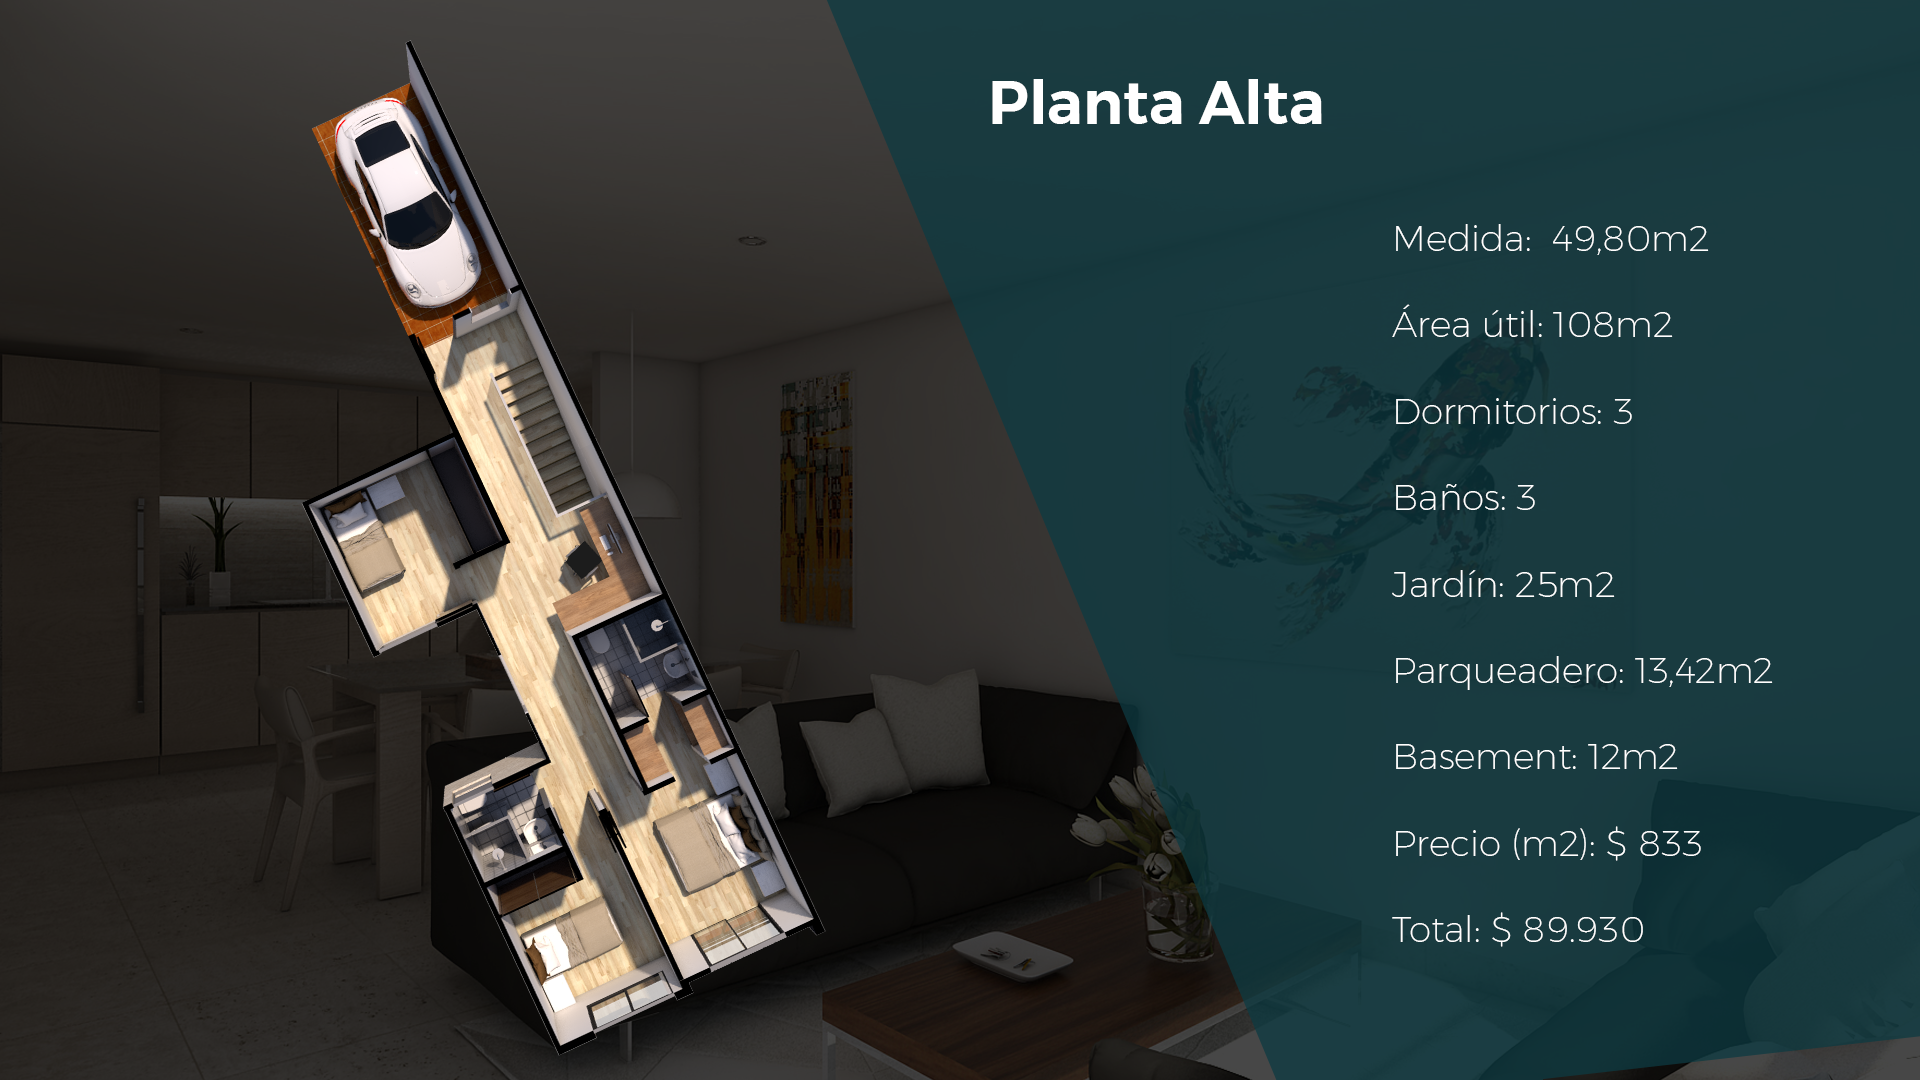 Planta Alta
Medida:  49,80m2
Área útil: 108m2
Dormitorios: 3
Baños: 3
Jardín: 25m2
Parqueadero: 13,42m2
Basement: 12m2
Precio (m2): $ 833
Total: $ 89.930